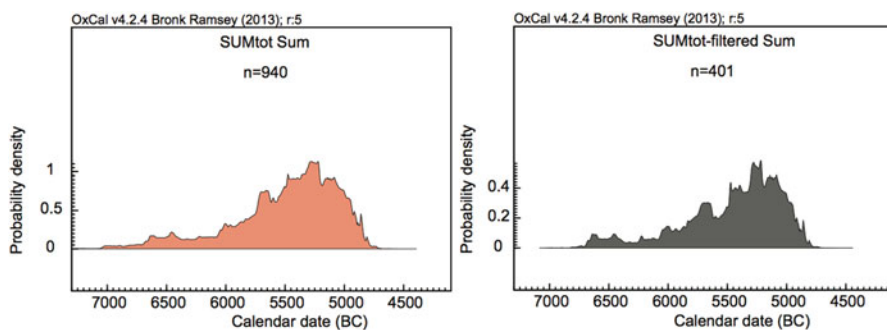 OxCal v4.2.4 Bronk Ramsey (2013); r:5
SUMtot Sum
n=940
Probability density
1
0.5
0
7000 6500 6000 5500 5000 4500
Calendar date (BC)
OxCal v4.2.4 Bronk Ramsey (2013); r:5
SUMtot-filtered Sum
n=401
Probability density
0.4
0.2
0
7000 6500 6000 5500 5000 4500
Calendar date (BC)